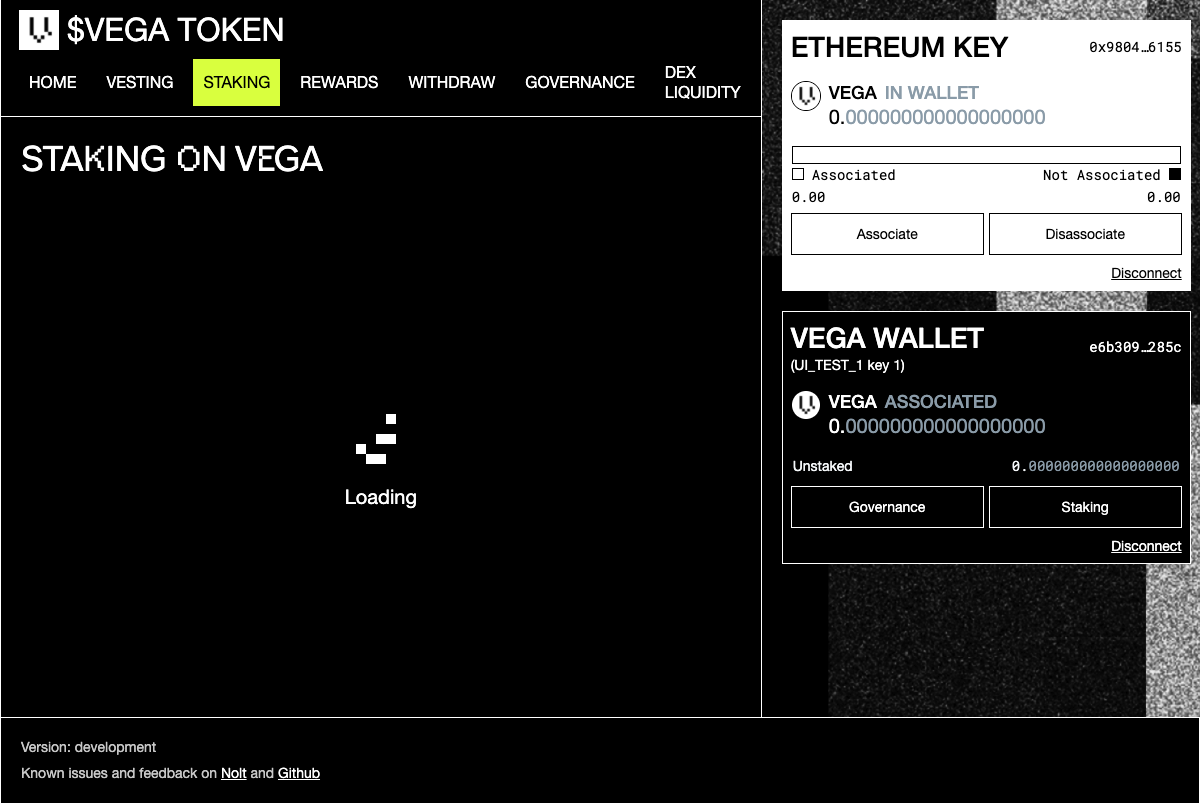 $VEGA TOKEN
HOME VESTING STAKING REWARDS WITHDRAW GOVERNANCE DEX LIQUIDITY
STAKING ON VEGA
Loading
ETHEREUM KEY 0x9804…6155
VEGA IN WALLET
0.000000000000000000
Associated Not Associated
0.00 0.00
Associate Disassociate
Disconnect
VEGA WALLET e6b309…285c
(UI_TEST_1 key 1)
VEGA ASSOCIATED
0.000000000000000000
Unstaked 0.000000000000000000
Governance Staking
Disconnect
Version: development
Known issues and feedback on Nolt and Github